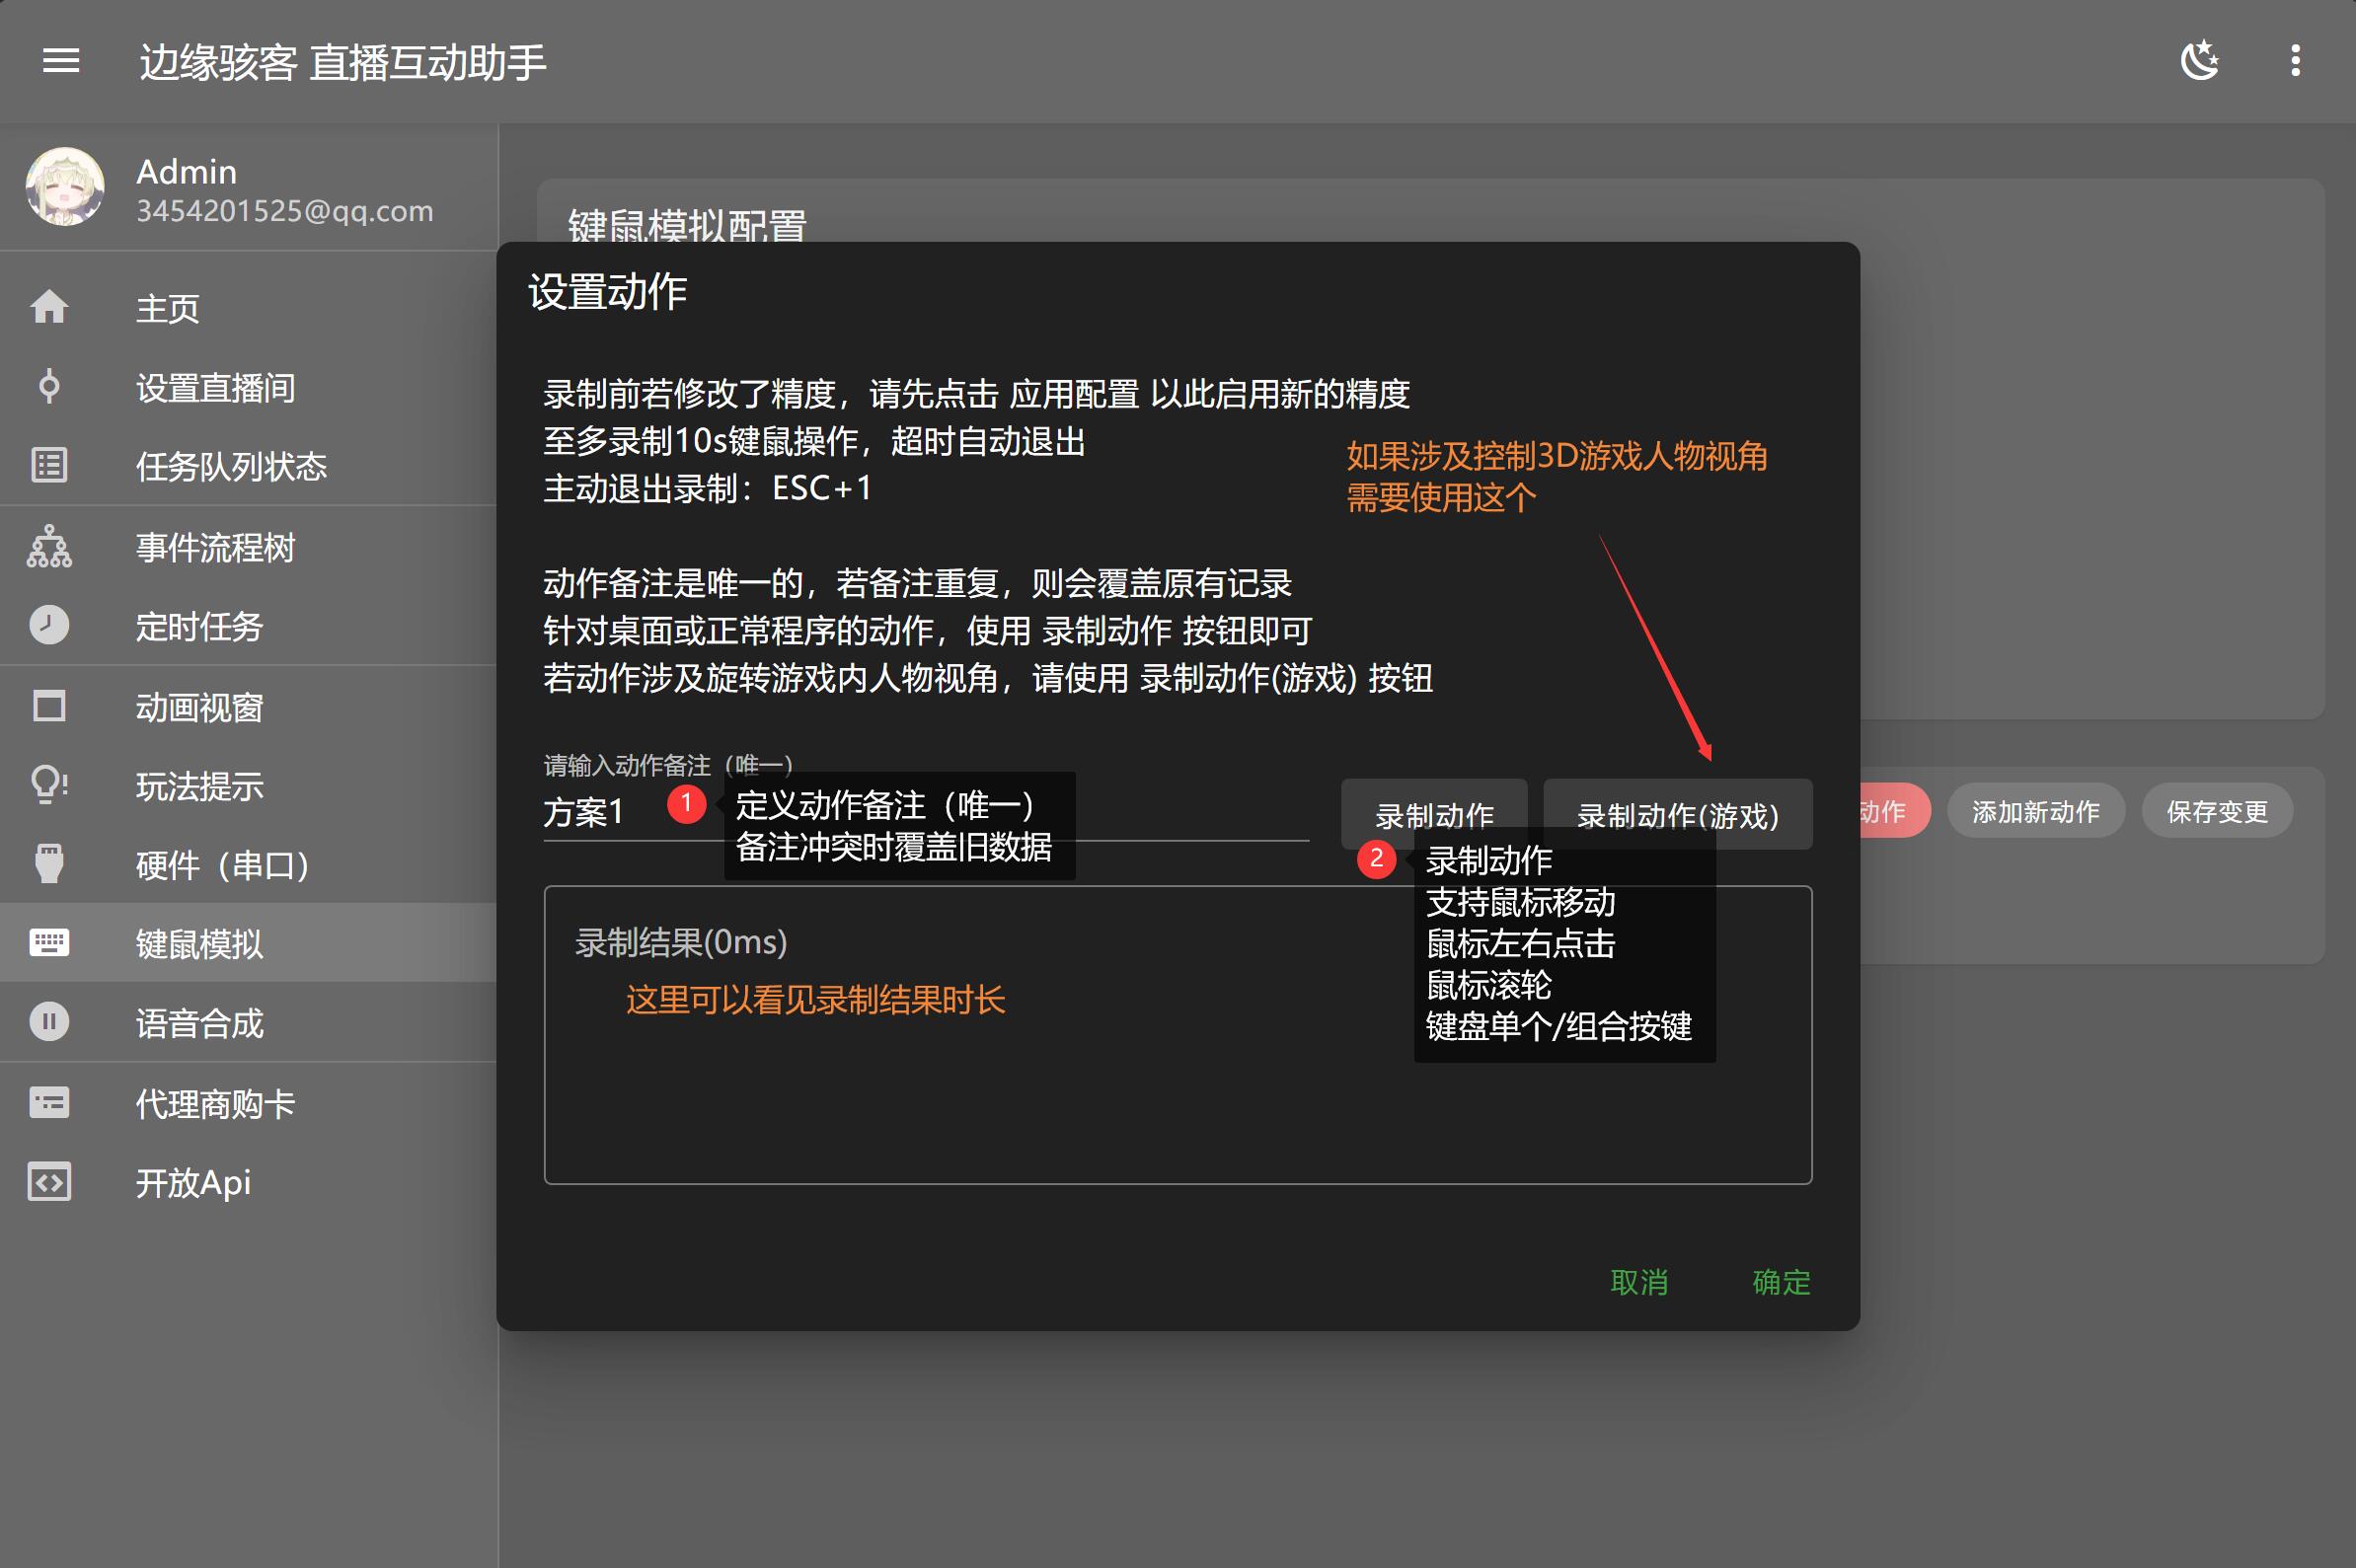 边缘骇客 直播互动助手
Admin
3454201525@qq.com
主页
设置直播间
任务队列状态
事件流程树
定时任务
动画视窗
玩法提示
硬件（串口）
键鼠模拟
语音合成
代理商购卡
开放Api
键鼠模拟配置
设置动作
录制前若修改了精度，请先点击 应用配置 以此启用新的精度
至多录制10s键鼠操作，超时自动退出
主动退出录制：ESC+1
如果涉及控制3D游戏人物视角
需要使用这个
动作备注是唯一的，若备注重复，则会覆盖原有记录
针对桌面或正常程序的动作，使用 录制动作 按钮即可
若动作涉及旋转游戏内人物视角，请使用 录制动作(游戏) 按钮
请输入动作备注（唯一）
方案1
1
定义动作备注（唯一）
备注冲突时覆盖旧数据
录制动作
录制动作(游戏)
动作
添加新动作
保存变更
2
录制动作
支持鼠标移动
鼠标左右点击
鼠标滚轮
键盘单个/组合按键
录制结果(0ms)
这里可以看见录制结果时长
取消
确定